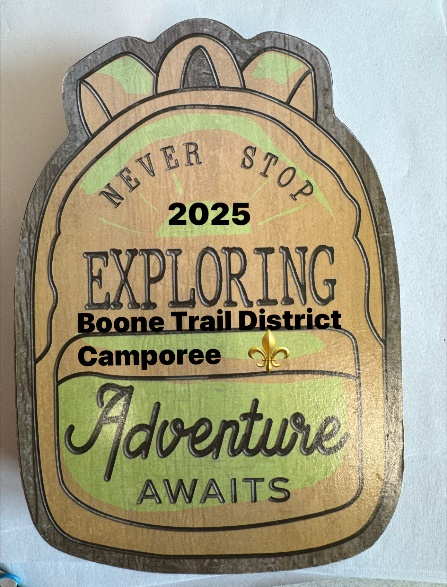 NEVER STOP
2025
EXPLORING
Boone Trail District
Camporee
Adventure
AWAITS